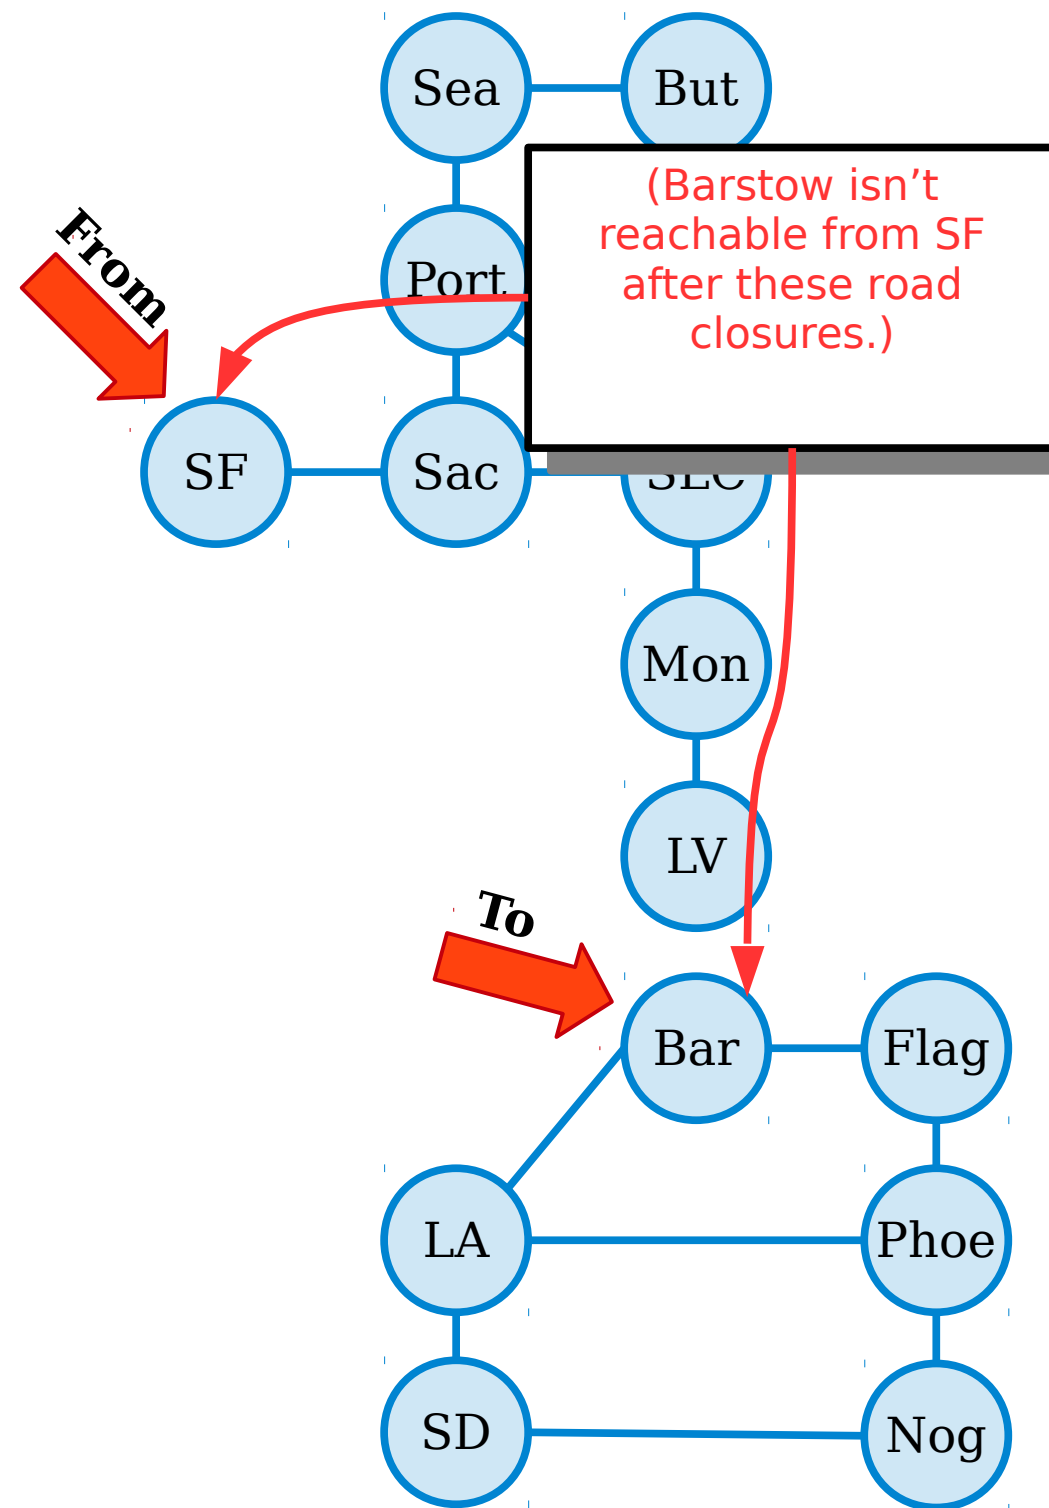 Sea
But
(Barstow isn’t
reachable from SF
after these road
closures.)
From
Port
SF
Sac
SLC
Mon
LV
To
Bar
Flag
LA
Phoe
SD
Nog